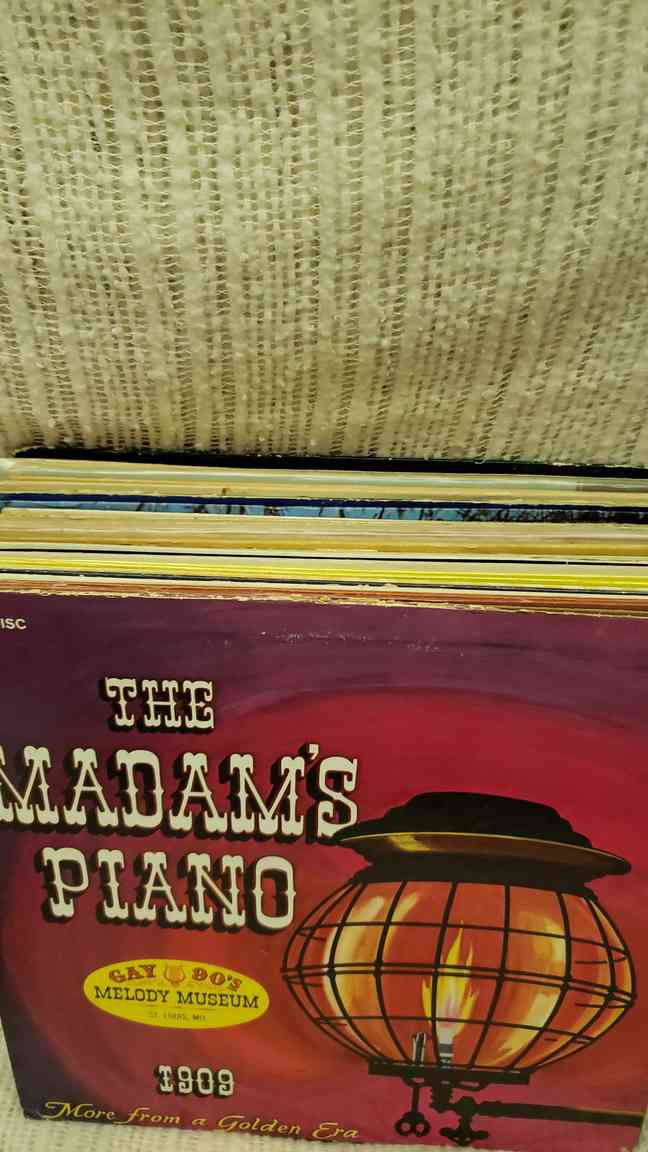 ISC
THE
MADAM'S
PIANO
GAY 90'S
MELODY MUSEUM
ST. LOUIS, MO.
1909
More from a Golden Era